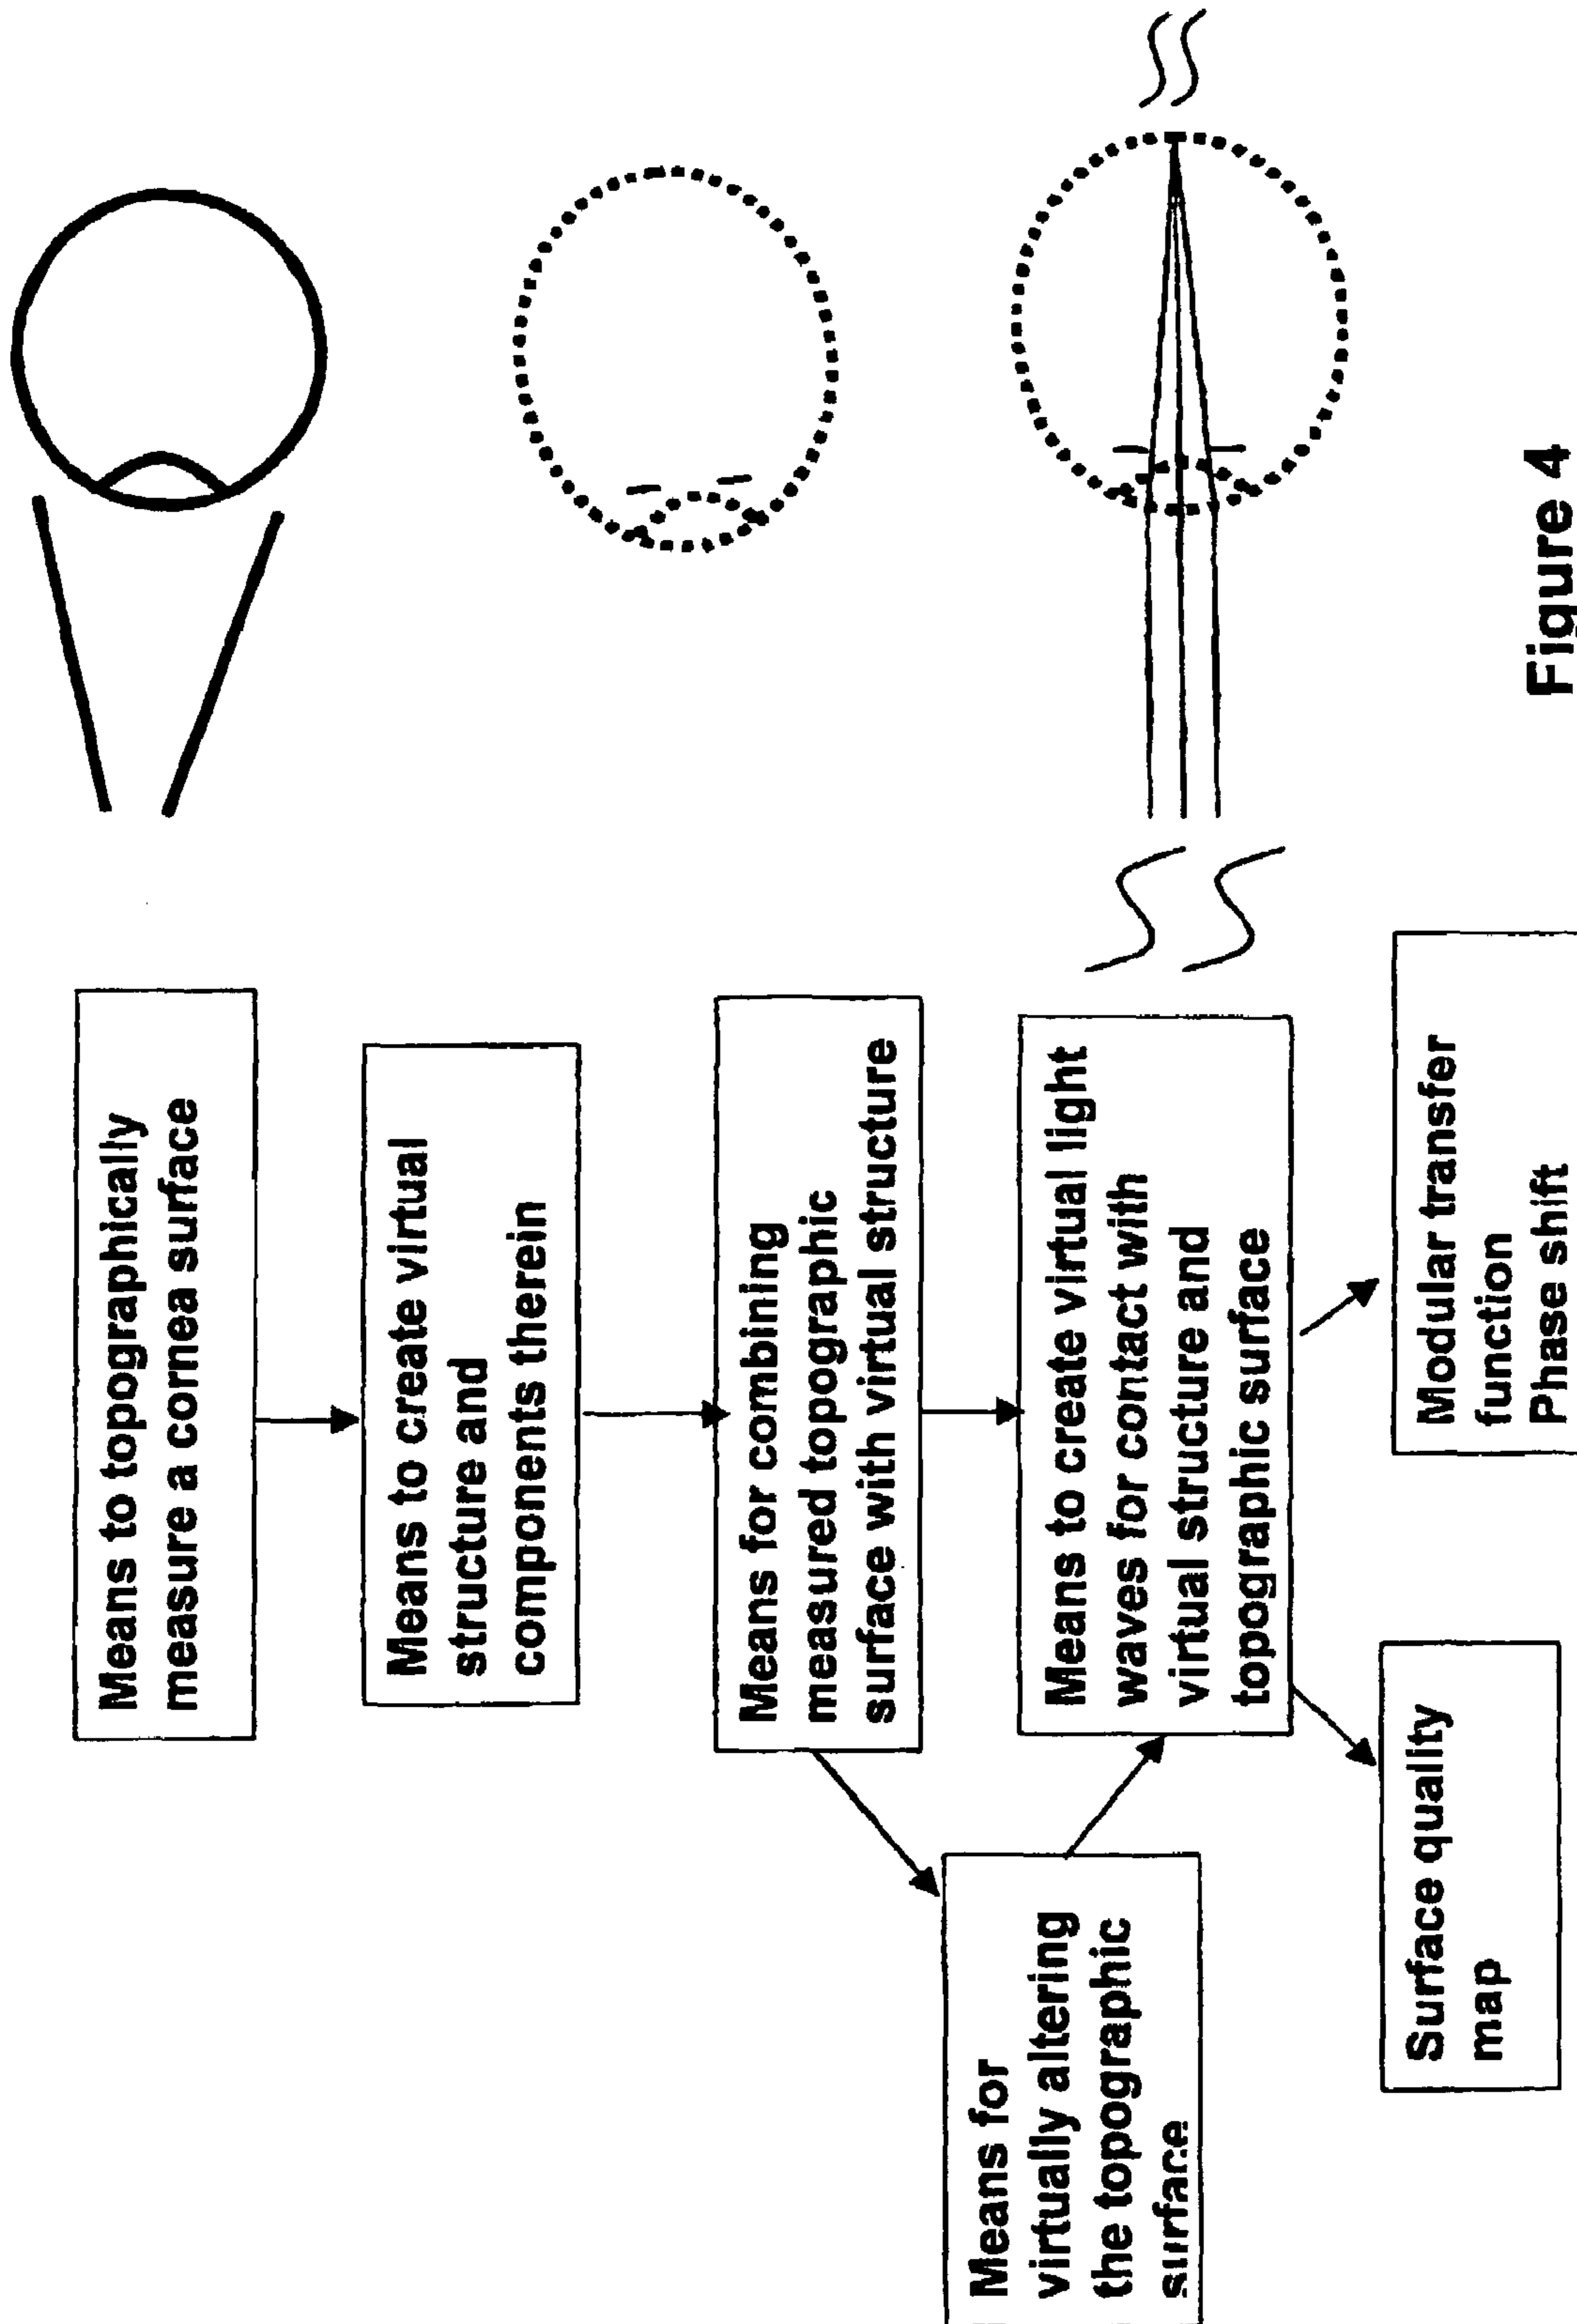 Means to topographically
measure a cornea surface
Means to create virtual
structure and
components therein
Means for combining
measured topographic
surface with virtual structure
Means for
virtually altering
the topographic
surface
Means to create virtual light
waves for contact with
virtual structure and
topographic surface
Surface quality
map
Modular transfer
function
Phase shift
Figure 4